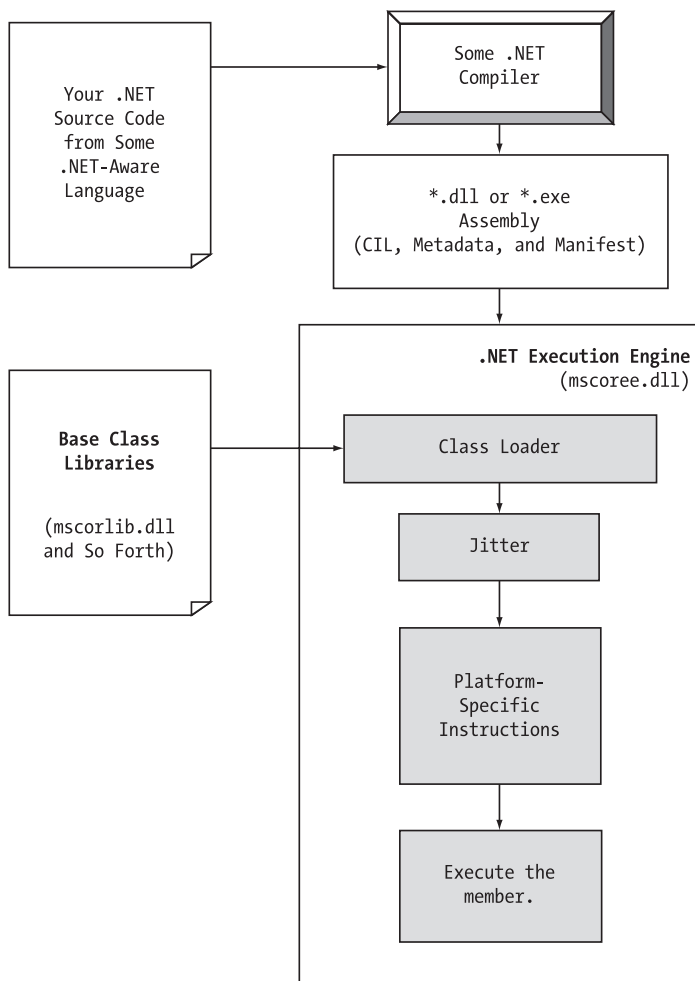 Your .NET
Source Code
from Some
.NET-Aware
Language
Some .NET
Compiler
*.dll or *.exe
Assembly
(CIL, Metadata, and Manifest)
.NET Execution Engine
(mscoree.dll)
Base Class
Libraries
(mscorlib.dll
and So Forth)
Class Loader
Jitter
Platform-
Specific
Instructions
Execute the
member.